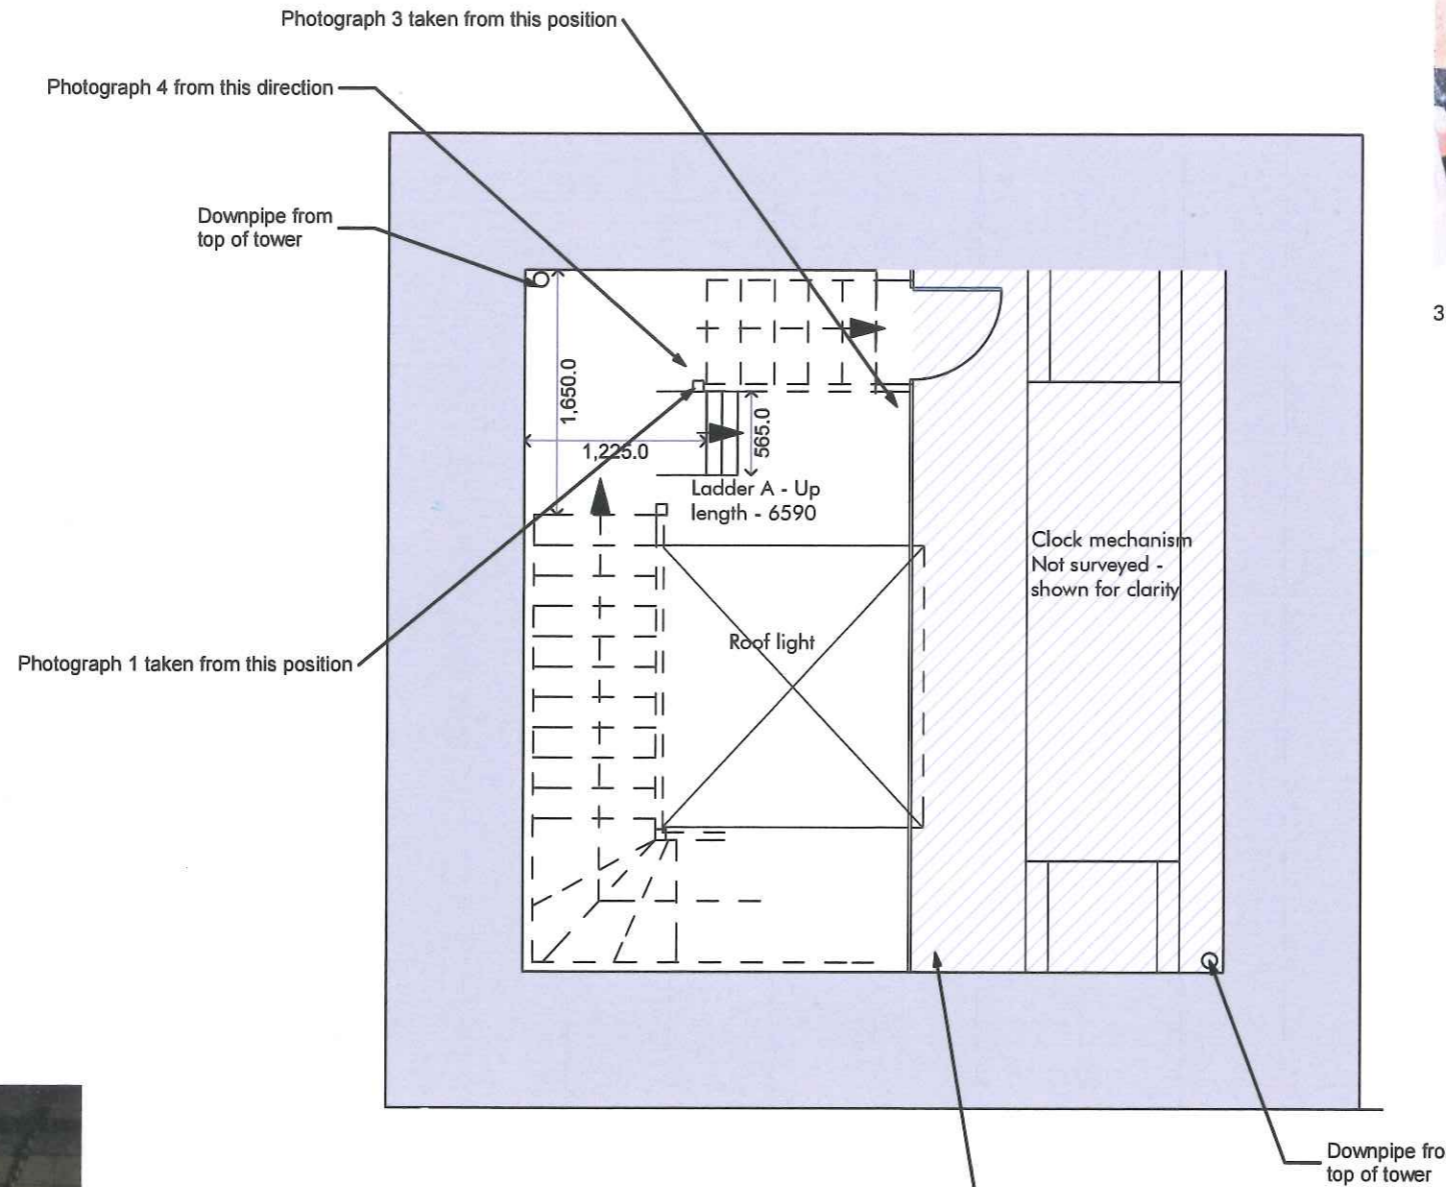 Photograph 3 taken from this position
Photograph 4 from this direction
Downpipe from
top of tower
3
1,650.0
1,225.0
565.0
Ladder A - Up
length - 6590
Clock mechanism
Not surveyed -
shown for clarity
Roof light
Photograph 1 taken from this position
Downpipe fro
top of tower